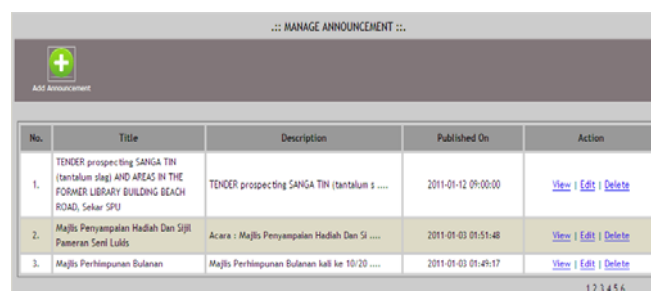 .:: MANAGE ANNOUNCEMENT ::.
Add Announcement
No. Title Description Published On Action
1. TENDER prospecting SANGA TIN
(tantalum slag) AND AREAS IN THE
FORMER LIBRARY BUILDING BEACH
ROAD, Sekar SPU
TENDER prospecting SANGA TIN (tantalum s .... 2011-01-12 09:00:00 View | Edit | Delete
2. Majlis Penyampaian Hadiah Dan Sijil
Pameran Seni Lukis
Acara : Majlis Penyampaian Hadiah Dan Si .... 2011-01-03 01:51:48 View | Edit | Delete
3. Majlis Perhimpunan Bulanan Majlis Perhimpunan Bulanan kali ke 10/20 .... 2011-01-03 01:49:17 View | Edit | Delete
1 2 3 4 5 6